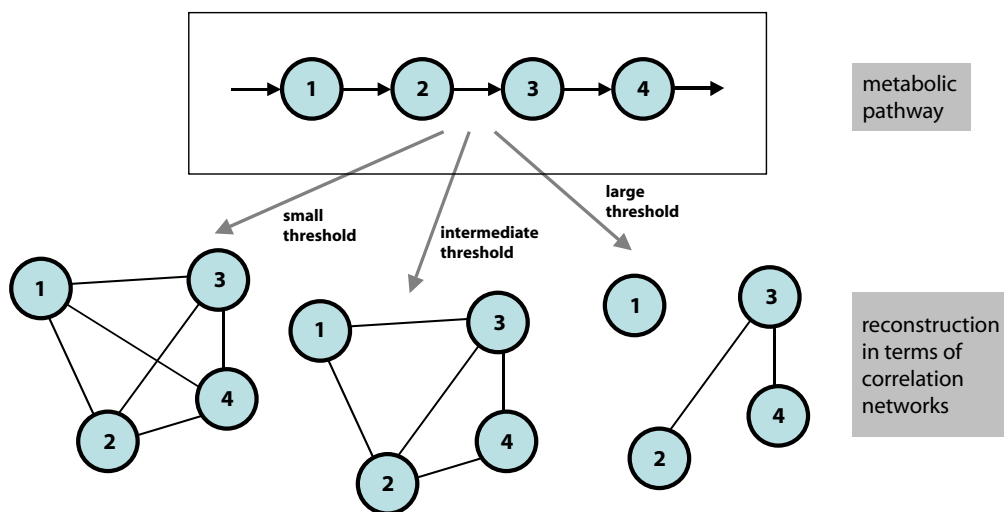 1
2
3
4
metabolic
pathway
small
threshold
intermediate
threshold
large
threshold
1
3
4
2
1
3
4
2
1
3
4
2
reconstruction
in terms of
correlation
networks